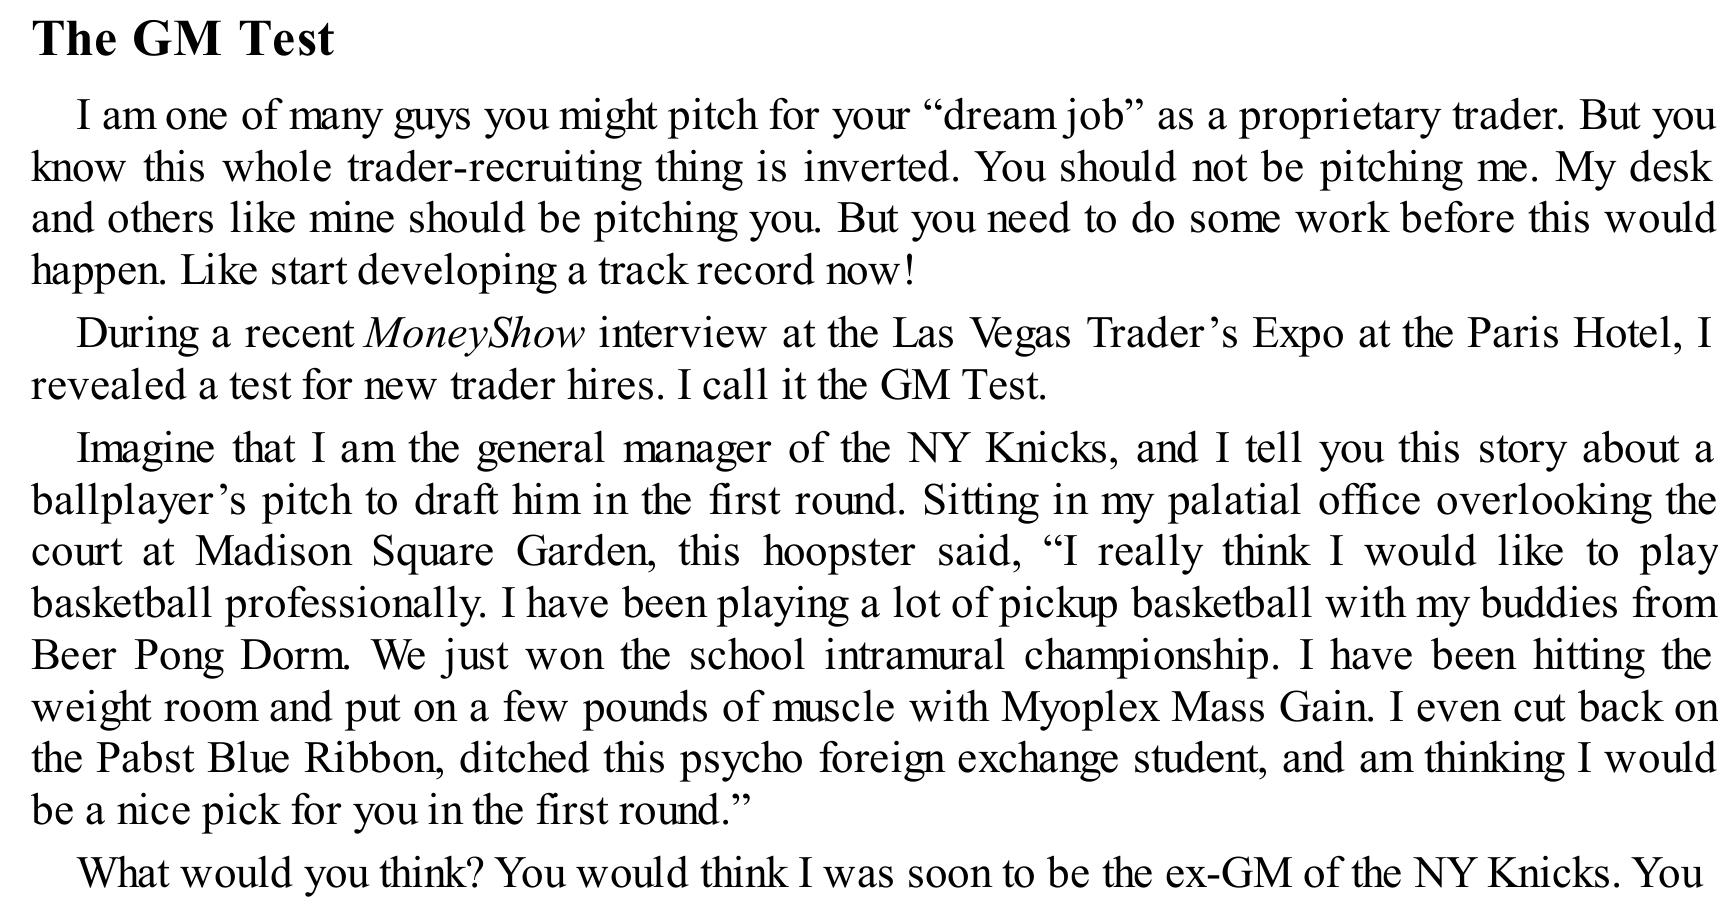 The GM Test
I am one of many guys you might pitch for your “dream job” as a proprietary trader. But you
know this whole trader-recruiting thing is inverted. You should not be pitching me. My desk
and others like mine should be pitching you. But you need to do some work before this would
happen. Like start developing a track record now!
During a recent MoneyShow interview at the Las Vegas Trader’s Expo at the Paris Hotel, I
revealed a test for new trader hires. I call it the GM Test.
Imagine that I am the general manager of the NY Knicks, and I tell you this story about a
ballplayer’s pitch to draft him in the first round. Sitting in my palatial office overlooking the
court at Madison Square Garden, this hoopster said, “I really think I would like to play
basketball professionally. I have been playing a lot of pickup basketball with my buddies from
Beer Pong Dorm. We just won the school intramural championship. I have been hitting the
weight room and put on a few pounds of muscle with Myoplex Mass Gain. I even cut back on
the Pabst Blue Ribbon, ditched this psycho foreign exchange student, and am thinking I would
be a nice pick for you in the first round.”
What would you think? You would think I was soon to be the ex-GM of the NY Knicks. You